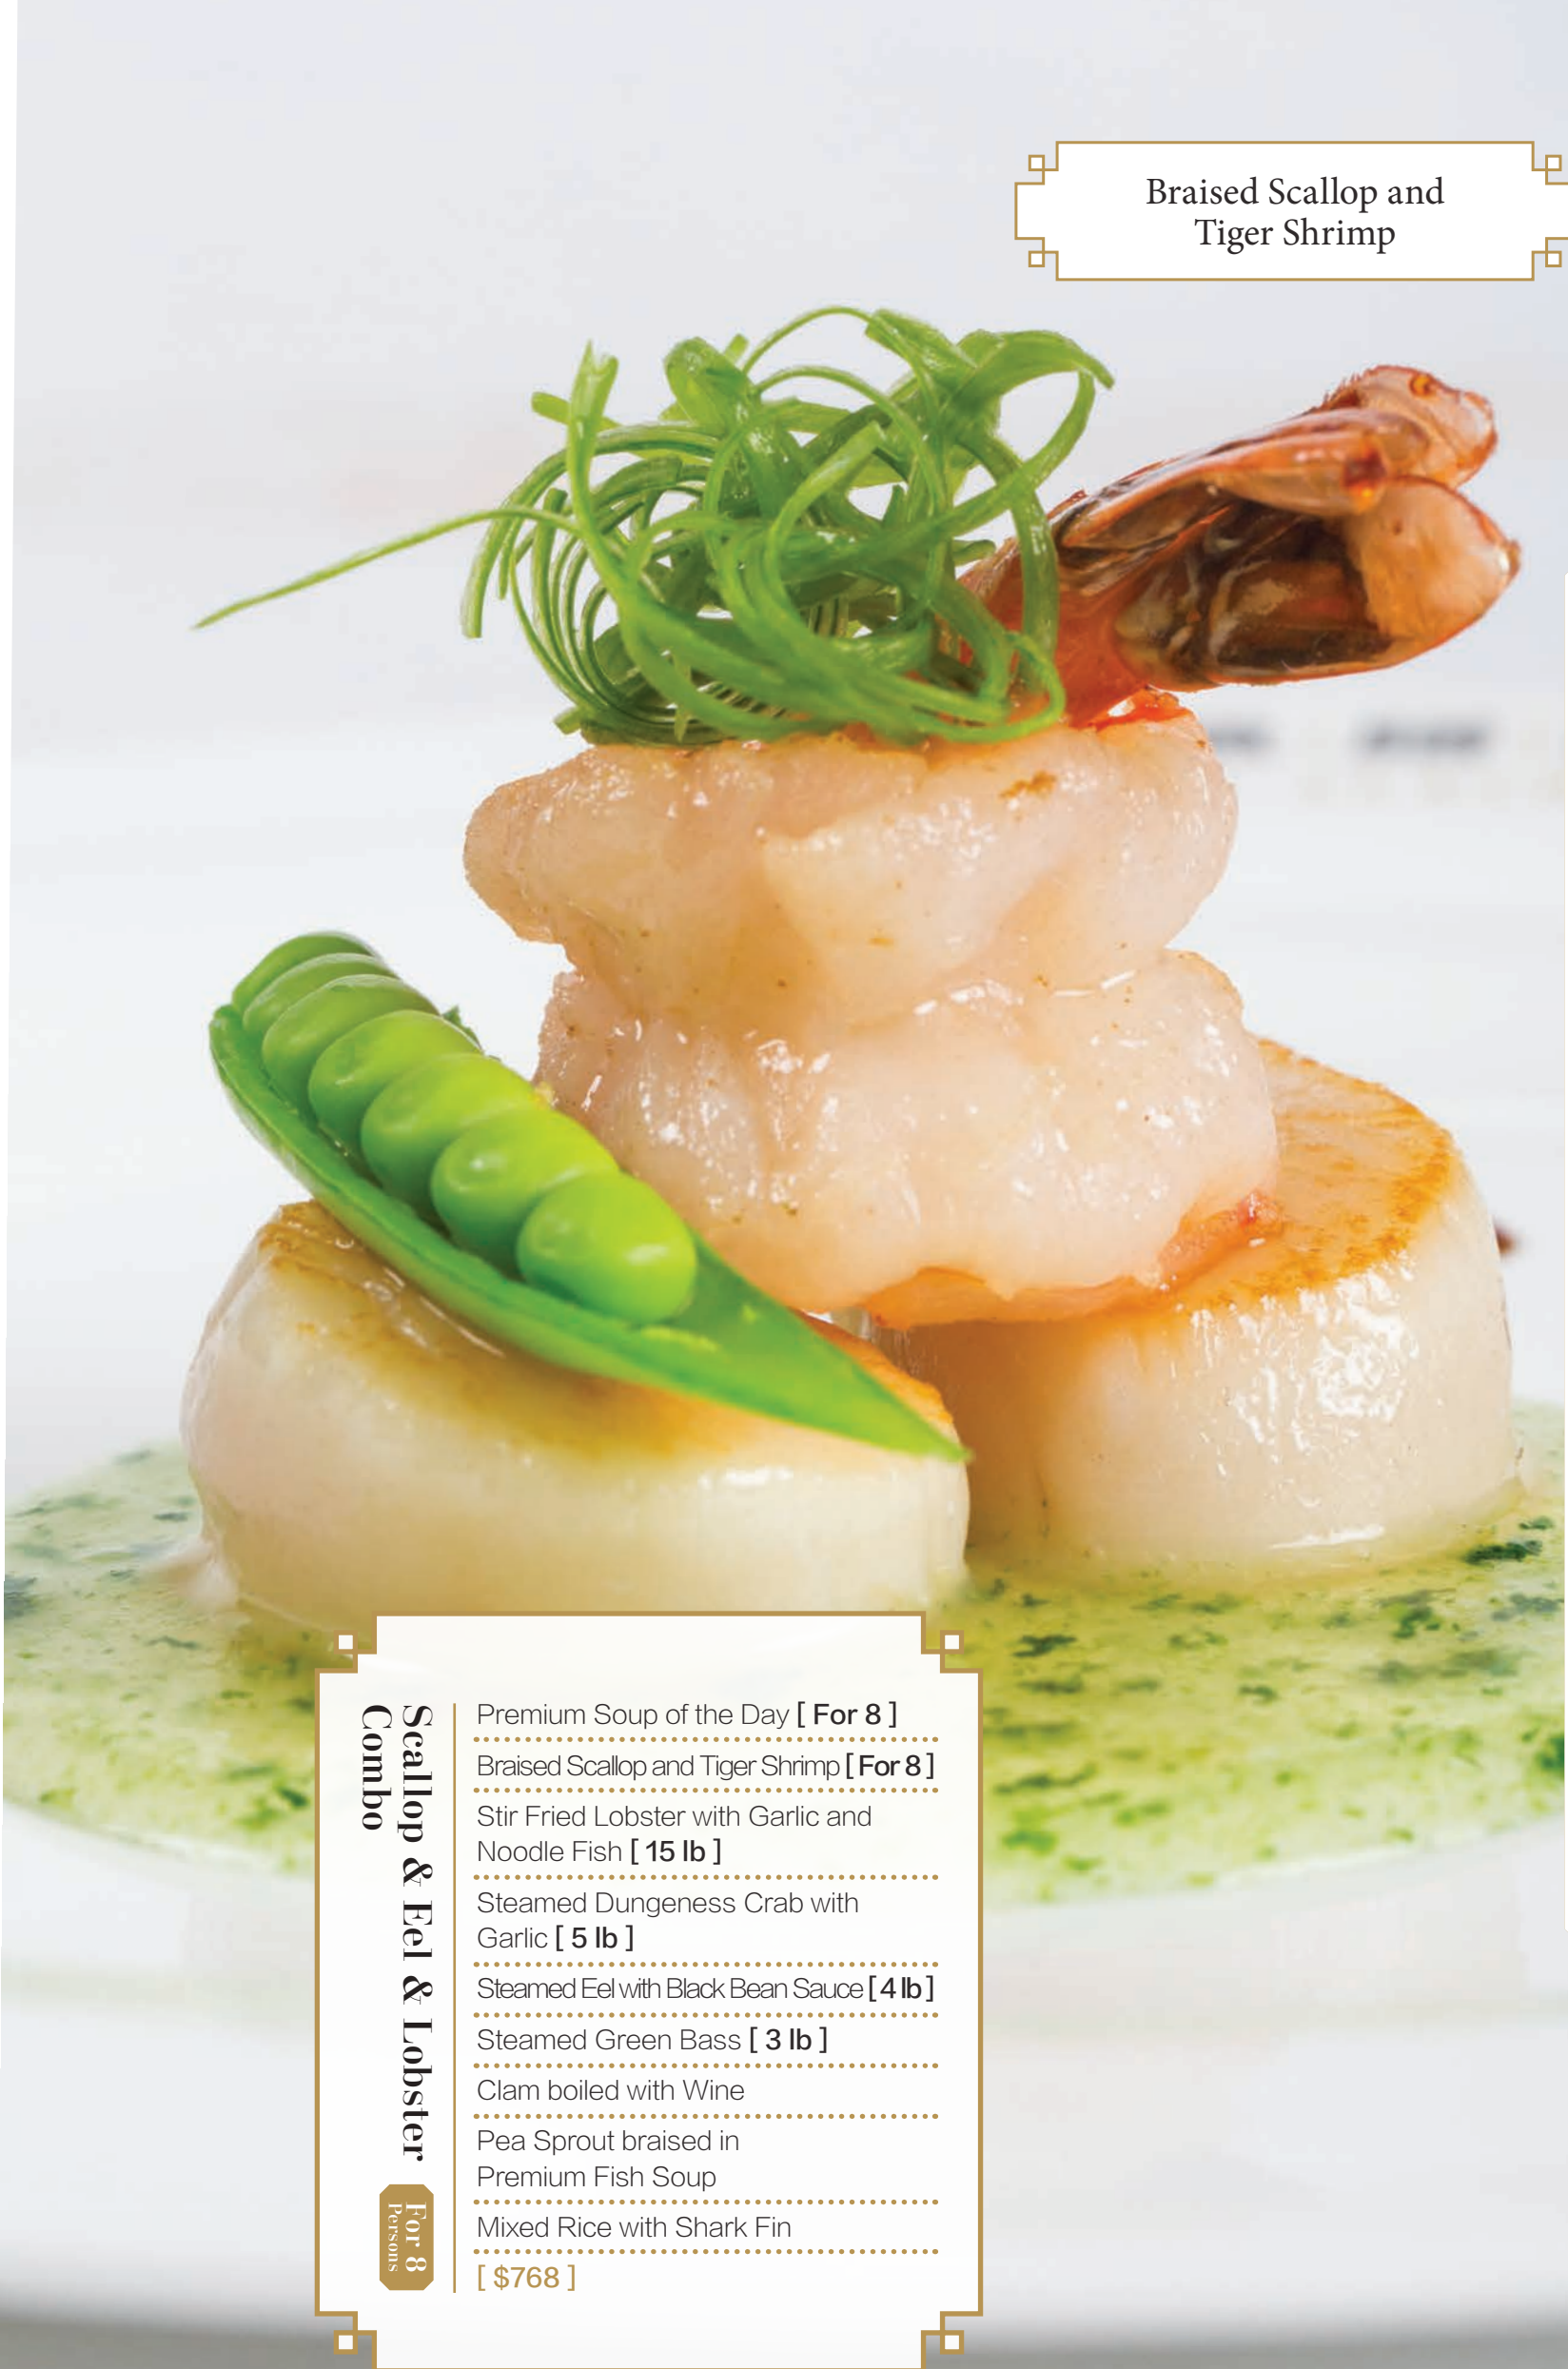 Braised Scallop and
Tiger Shrimp
Scallop & Eel & Lobster
Combo
For 8
Persons
Premium Soup of the Day [ For 8 ]
Braised Scallop and Tiger Shrimp [ For 8 ]
Stir Fried Lobster with Garlic and
Noodle Fish [ 15 lb ]
Steamed Dungeness Crab with
Garlic [ 5 lb ]
Steamed Eel with Black Bean Sauce [ 4 lb ]
Steamed Green Bass [ 3 lb ]
Clam boiled with Wine
Pea Sprout braised in
Premium Fish Soup
Mixed Rice with Shark Fin
[ $768 ]